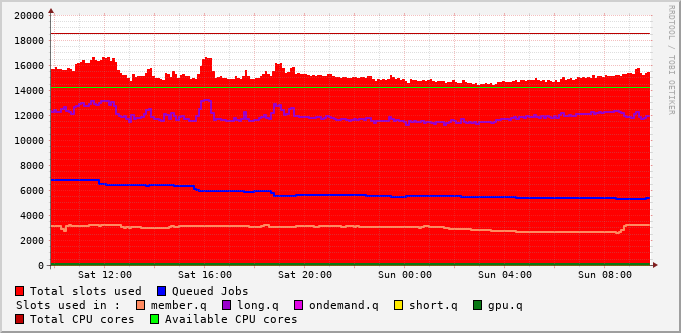 RRDTOOL / TOBI OETIKER
20000
18000
16000
14000
12000
10000
8000
6000
4000
2000
0
Sat 12:00 Sat 16:00 Sat 20:00 Sun 00:00 Sun 04:00 Sun 08:00
Total slots used Queued Jobs
Slots used in : member.q long.q ondemand.q short.q gpu.q
Total CPU cores Available CPU cores